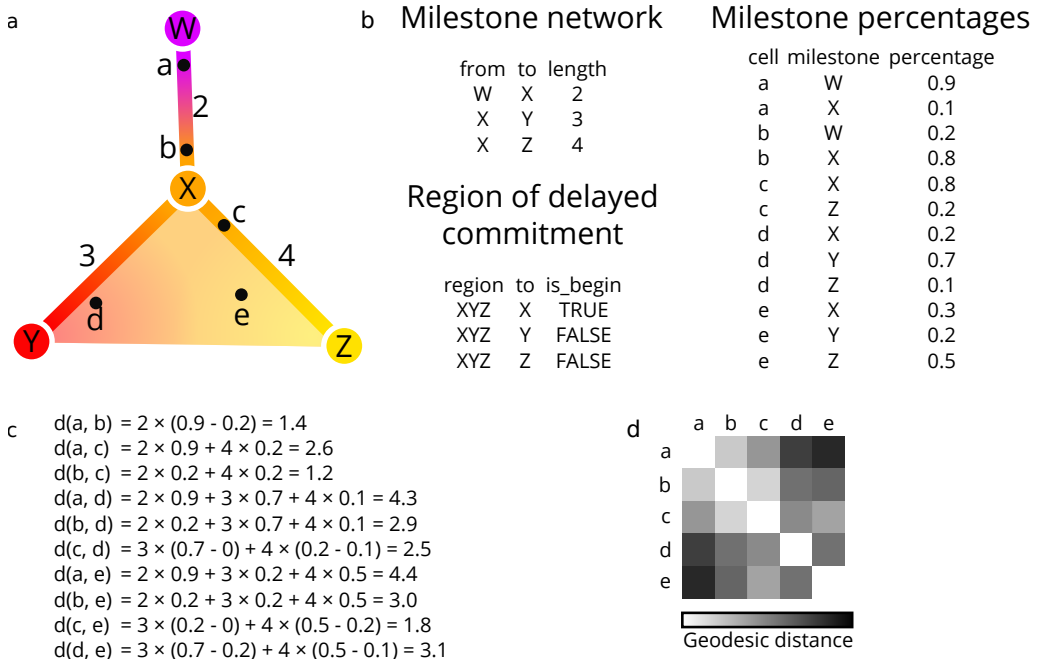 a
W
a
2
b
X
c
3
4
d
e
Y
Z
b
Milestone network
from to length
W X 2
X Y 3
X Z 4
Region of delayed
commitment
region to is_begin
XYZ X TRUE
XYZ Y FALSE
XYZ Z FALSE
Milestone percentages
cell milestone percentage
a W 0.9
a X 0.1
b W 0.2
b X 0.8
c X 0.8
c Z 0.2
d X 0.2
d Y 0.7
d Z 0.1
e X 0.3
e Y 0.2
e Z 0.5
c
d(a, b) = 2 × (0.9 - 0.2) = 1.4
d(a, c) = 2 × 0.9 + 4 × 0.2 = 2.6
d(b, c) = 2 × 0.2 + 4 × 0.2 = 1.2
d(a, d) = 2 × 0.9 + 3 × 0.7 + 4 × 0.1 = 4.3
d(b, d) = 2 × 0.2 + 3 × 0.7 + 4 × 0.1 = 2.9
d(c, d) = 3 × (0.7 - 0) + 4 × (0.2 - 0.1) = 2.5
d(a, e) = 2 × 0.9 + 3 × 0.2 + 4 × 0.5 = 4.4
d(b, e) = 2 × 0.2 + 3 × 0.2 + 4 × 0.5 = 3.0
d(c, e) = 3 × (0.2 - 0) + 4 × (0.5 - 0.2) = 1.8
d(d, e) = 3 × (0.7 - 0.2) + 4 × (0.5 - 0.1) = 3.1
d
a b c d e
a
b
c
d
e
Geodesic distance